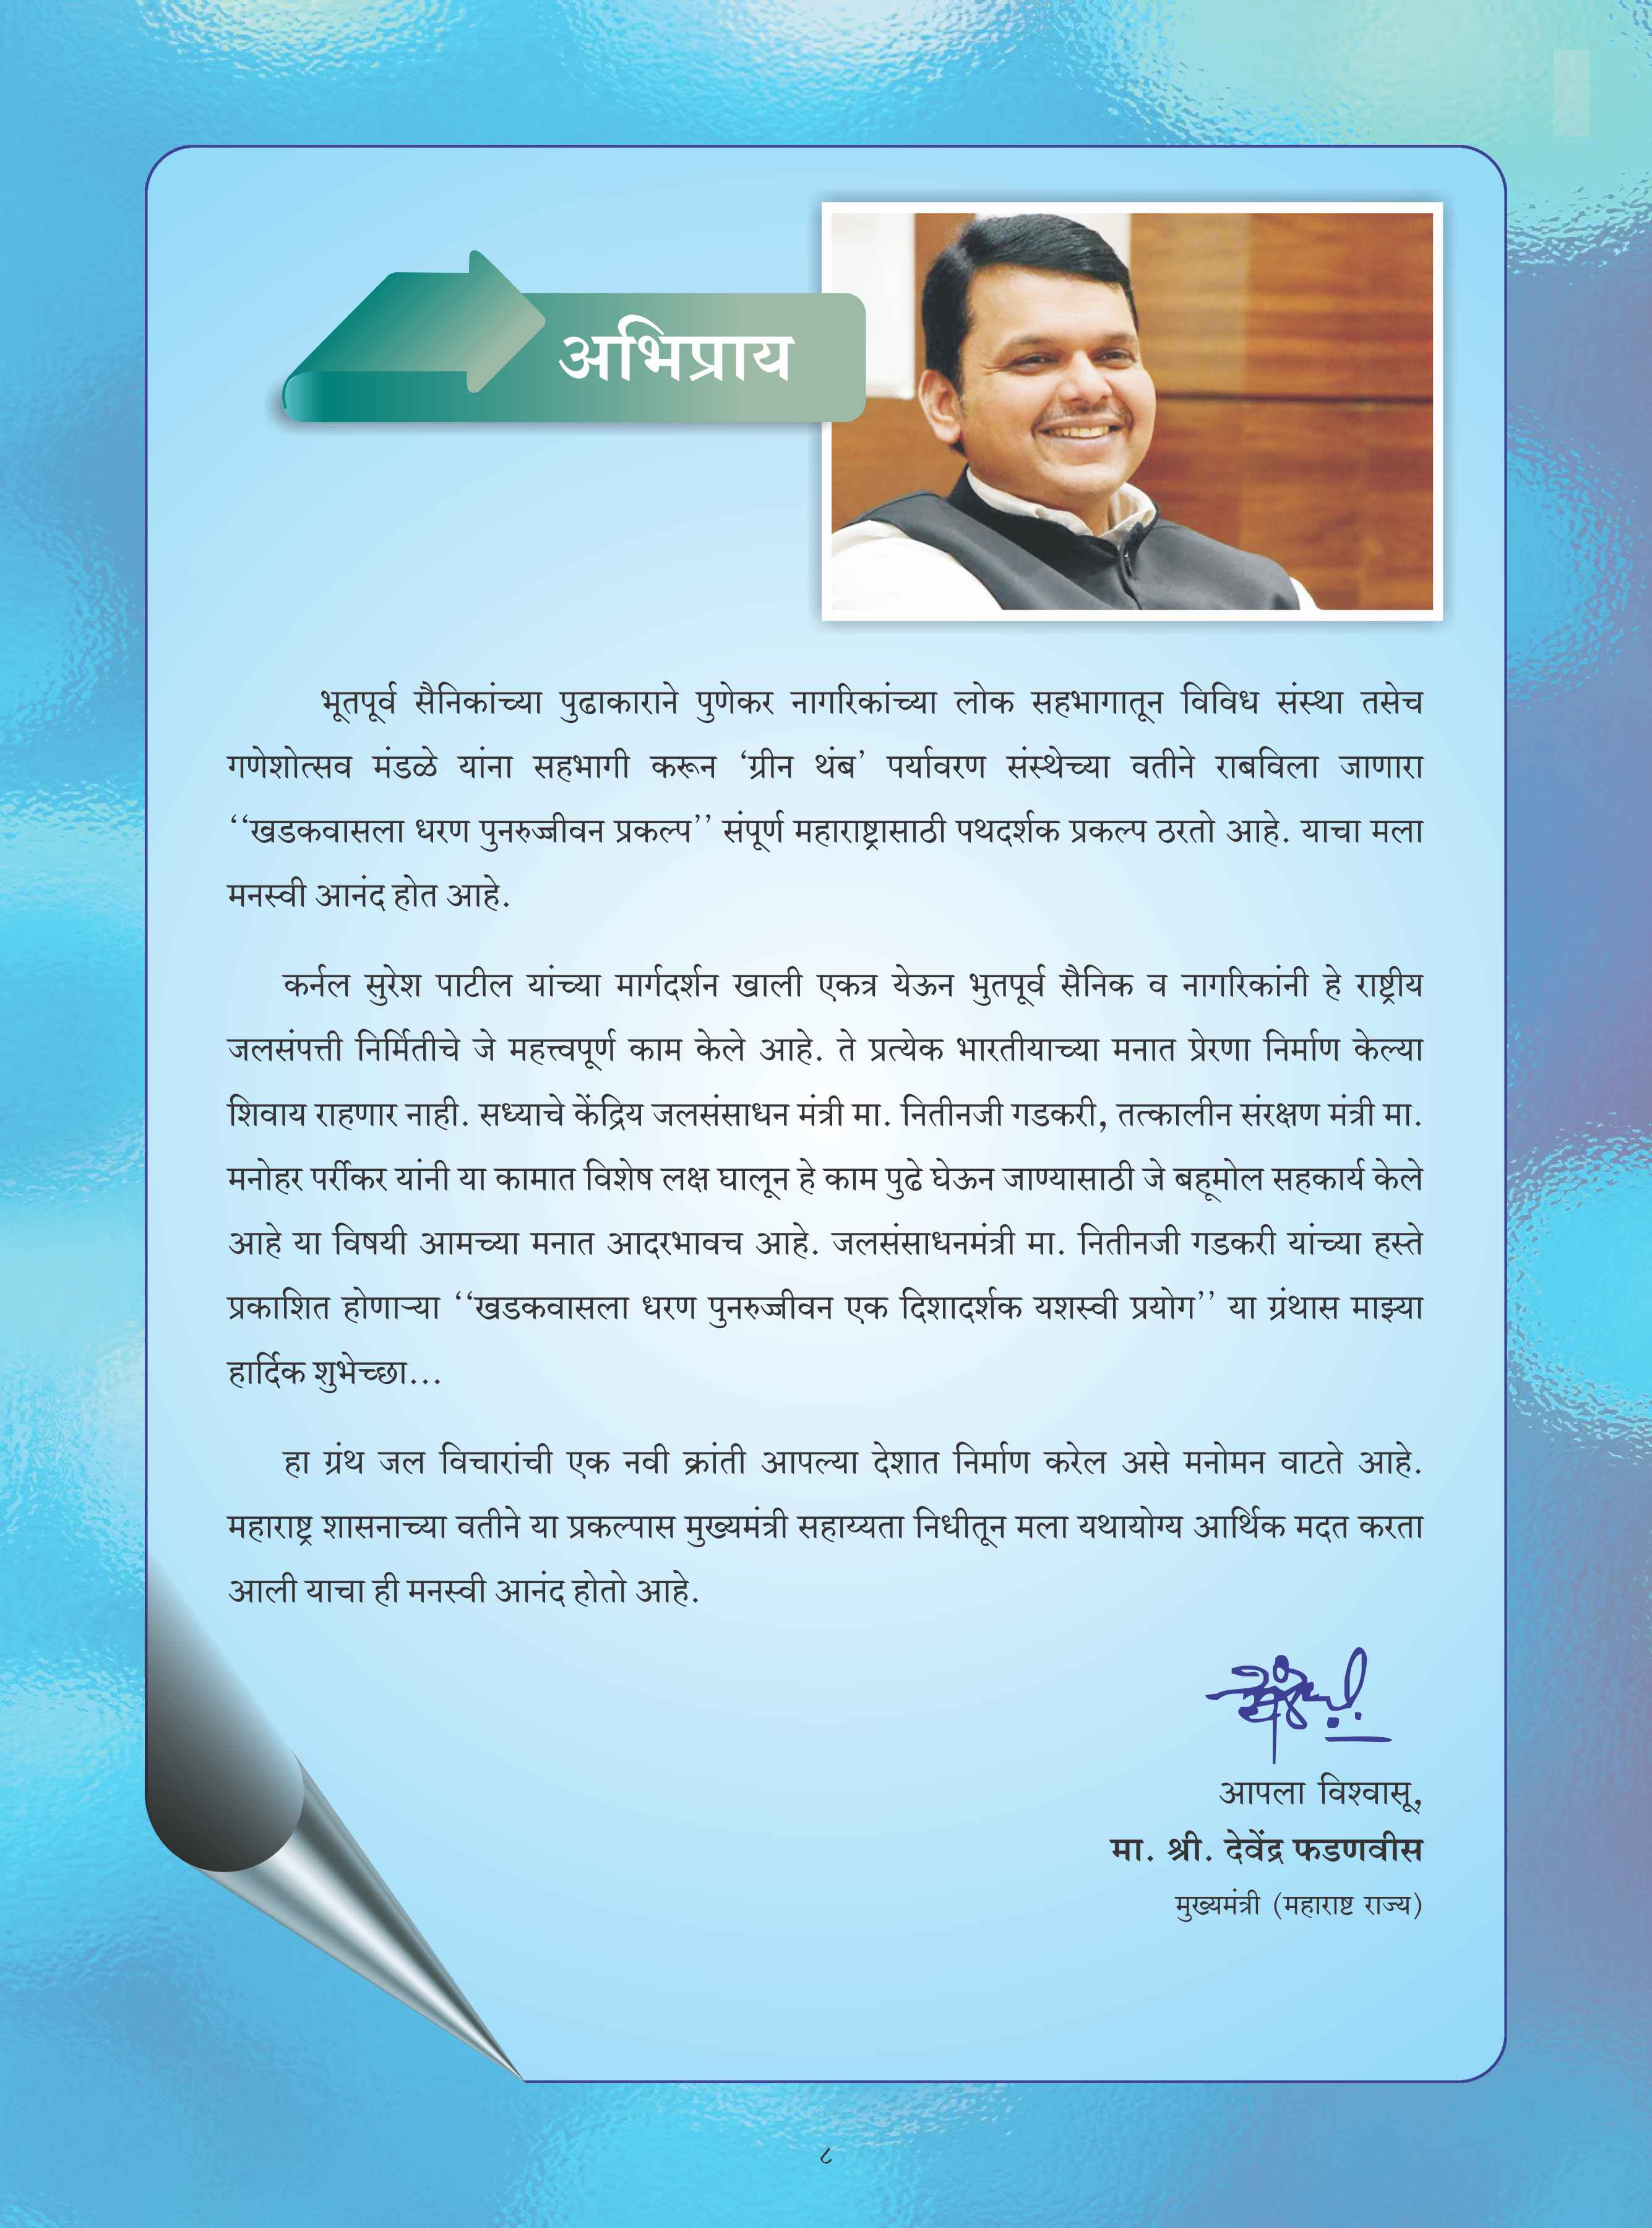 अभिप्राय
भूतपूर्व सैनिकांच्या पुढाकाराने पुणेकर नागरिकांच्या लोक सहभागातून विविध संस्था तसेच
गणेशोत्सव मंडळे यांना सहभागी करून ‘ग्रीन थंब’ पर्यावरण संस्थेच्या वतीने राबविला जाणारा
‘‘खडकवासला धरण पुनरुज्जीवन प्रकल्प’’ संपूर्ण महाराष्ट्रासाठी पथदर्शक प्रकल्प ठरतो आहे. याचा मला
मनस्वी आनंद होत आहे.
कर्नल सुरेश पाटील यांच्या मार्गदर्शन खाली एकत्र येऊन भुतपूर्व सैनिक व नागरिकांनी हे राष्ट्रीय
जलसंपत्ती निर्मितीचे जे महत्त्वपूर्ण काम केले आहे. ते प्रत्येक भारतीयाच्या मनात प्रेरणा निर्माण केल्या
शिवाय राहणार नाही. सध्याचे केंद्रिय जलसंसाधन मंत्री मा. नितीनजी गडकरी, तत्कालीन संरक्षण मंत्री मा.
मनोहर पर्रीकर यांनी या कामात विशेष लक्ष घालून हे काम पुढे घेऊन जाण्यासाठी जे बहूमोल सहकार्य केले
आहे या विषयी आमच्या मनात आदरभावच आहे. जलसंसाधनमंत्री मा. नितीनजी गडकरी यांच्या हस्ते
प्रकाशित होणाऱ्या ‘‘खडकवासला धरण पुनरुज्जीवन एक दिशादर्शक यशस्वी प्रयोग’’ या ग्रंथास माझ्या
हार्दिक शुभेच्छा...
हा ग्रंथ जल विचारांची एक नवी क्रांती आपल्या देशात निर्माण करेल असे मनोमन वाटते आहे.
महाराष्ट्र शासनाच्या वतीने या प्रकल्पास मुख्यमंत्री सहाय्यता निधीतून मला यथायोग्य आर्थिक मदत करता
आली याचा ही मनस्वी आनंद होतो आहे.
आपला विश्वासू,
मा. श्री. देवेंद्र फडणवीस
मुख्यमंत्री (महाराष्ट राज्य)
८